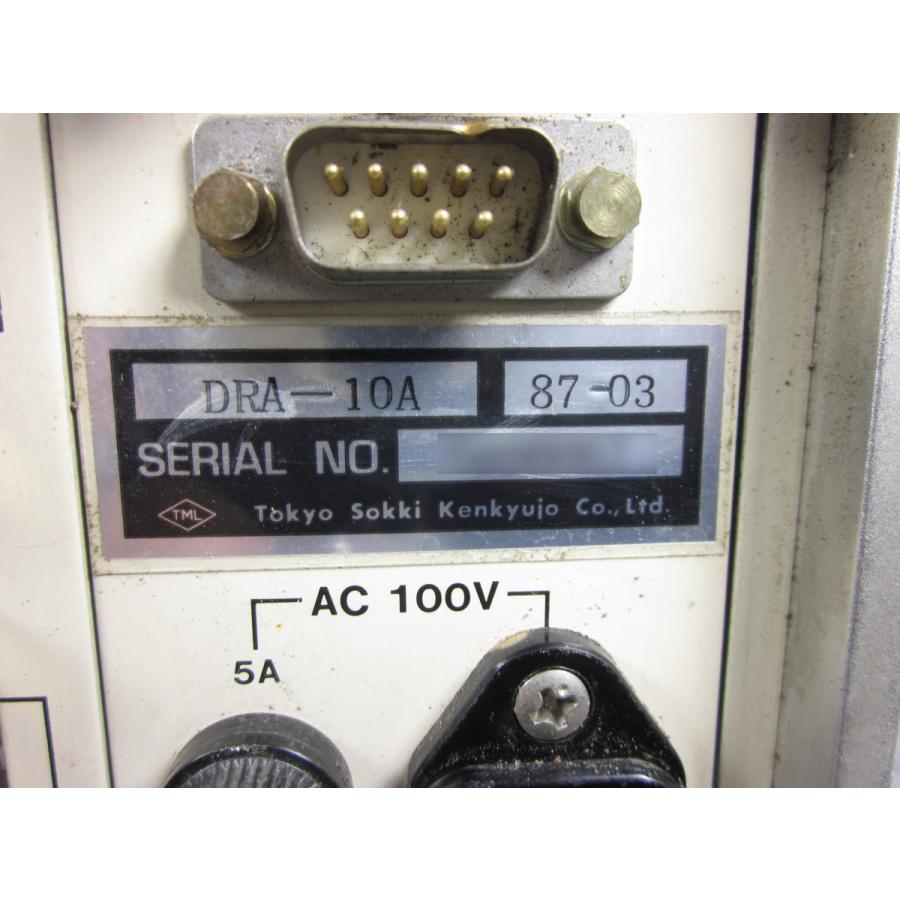 DRA-10A 87-03
SERIAL NO.
TML Tokyo Sokki Kenkyujo Co., Ltd.
AC 100V
5A